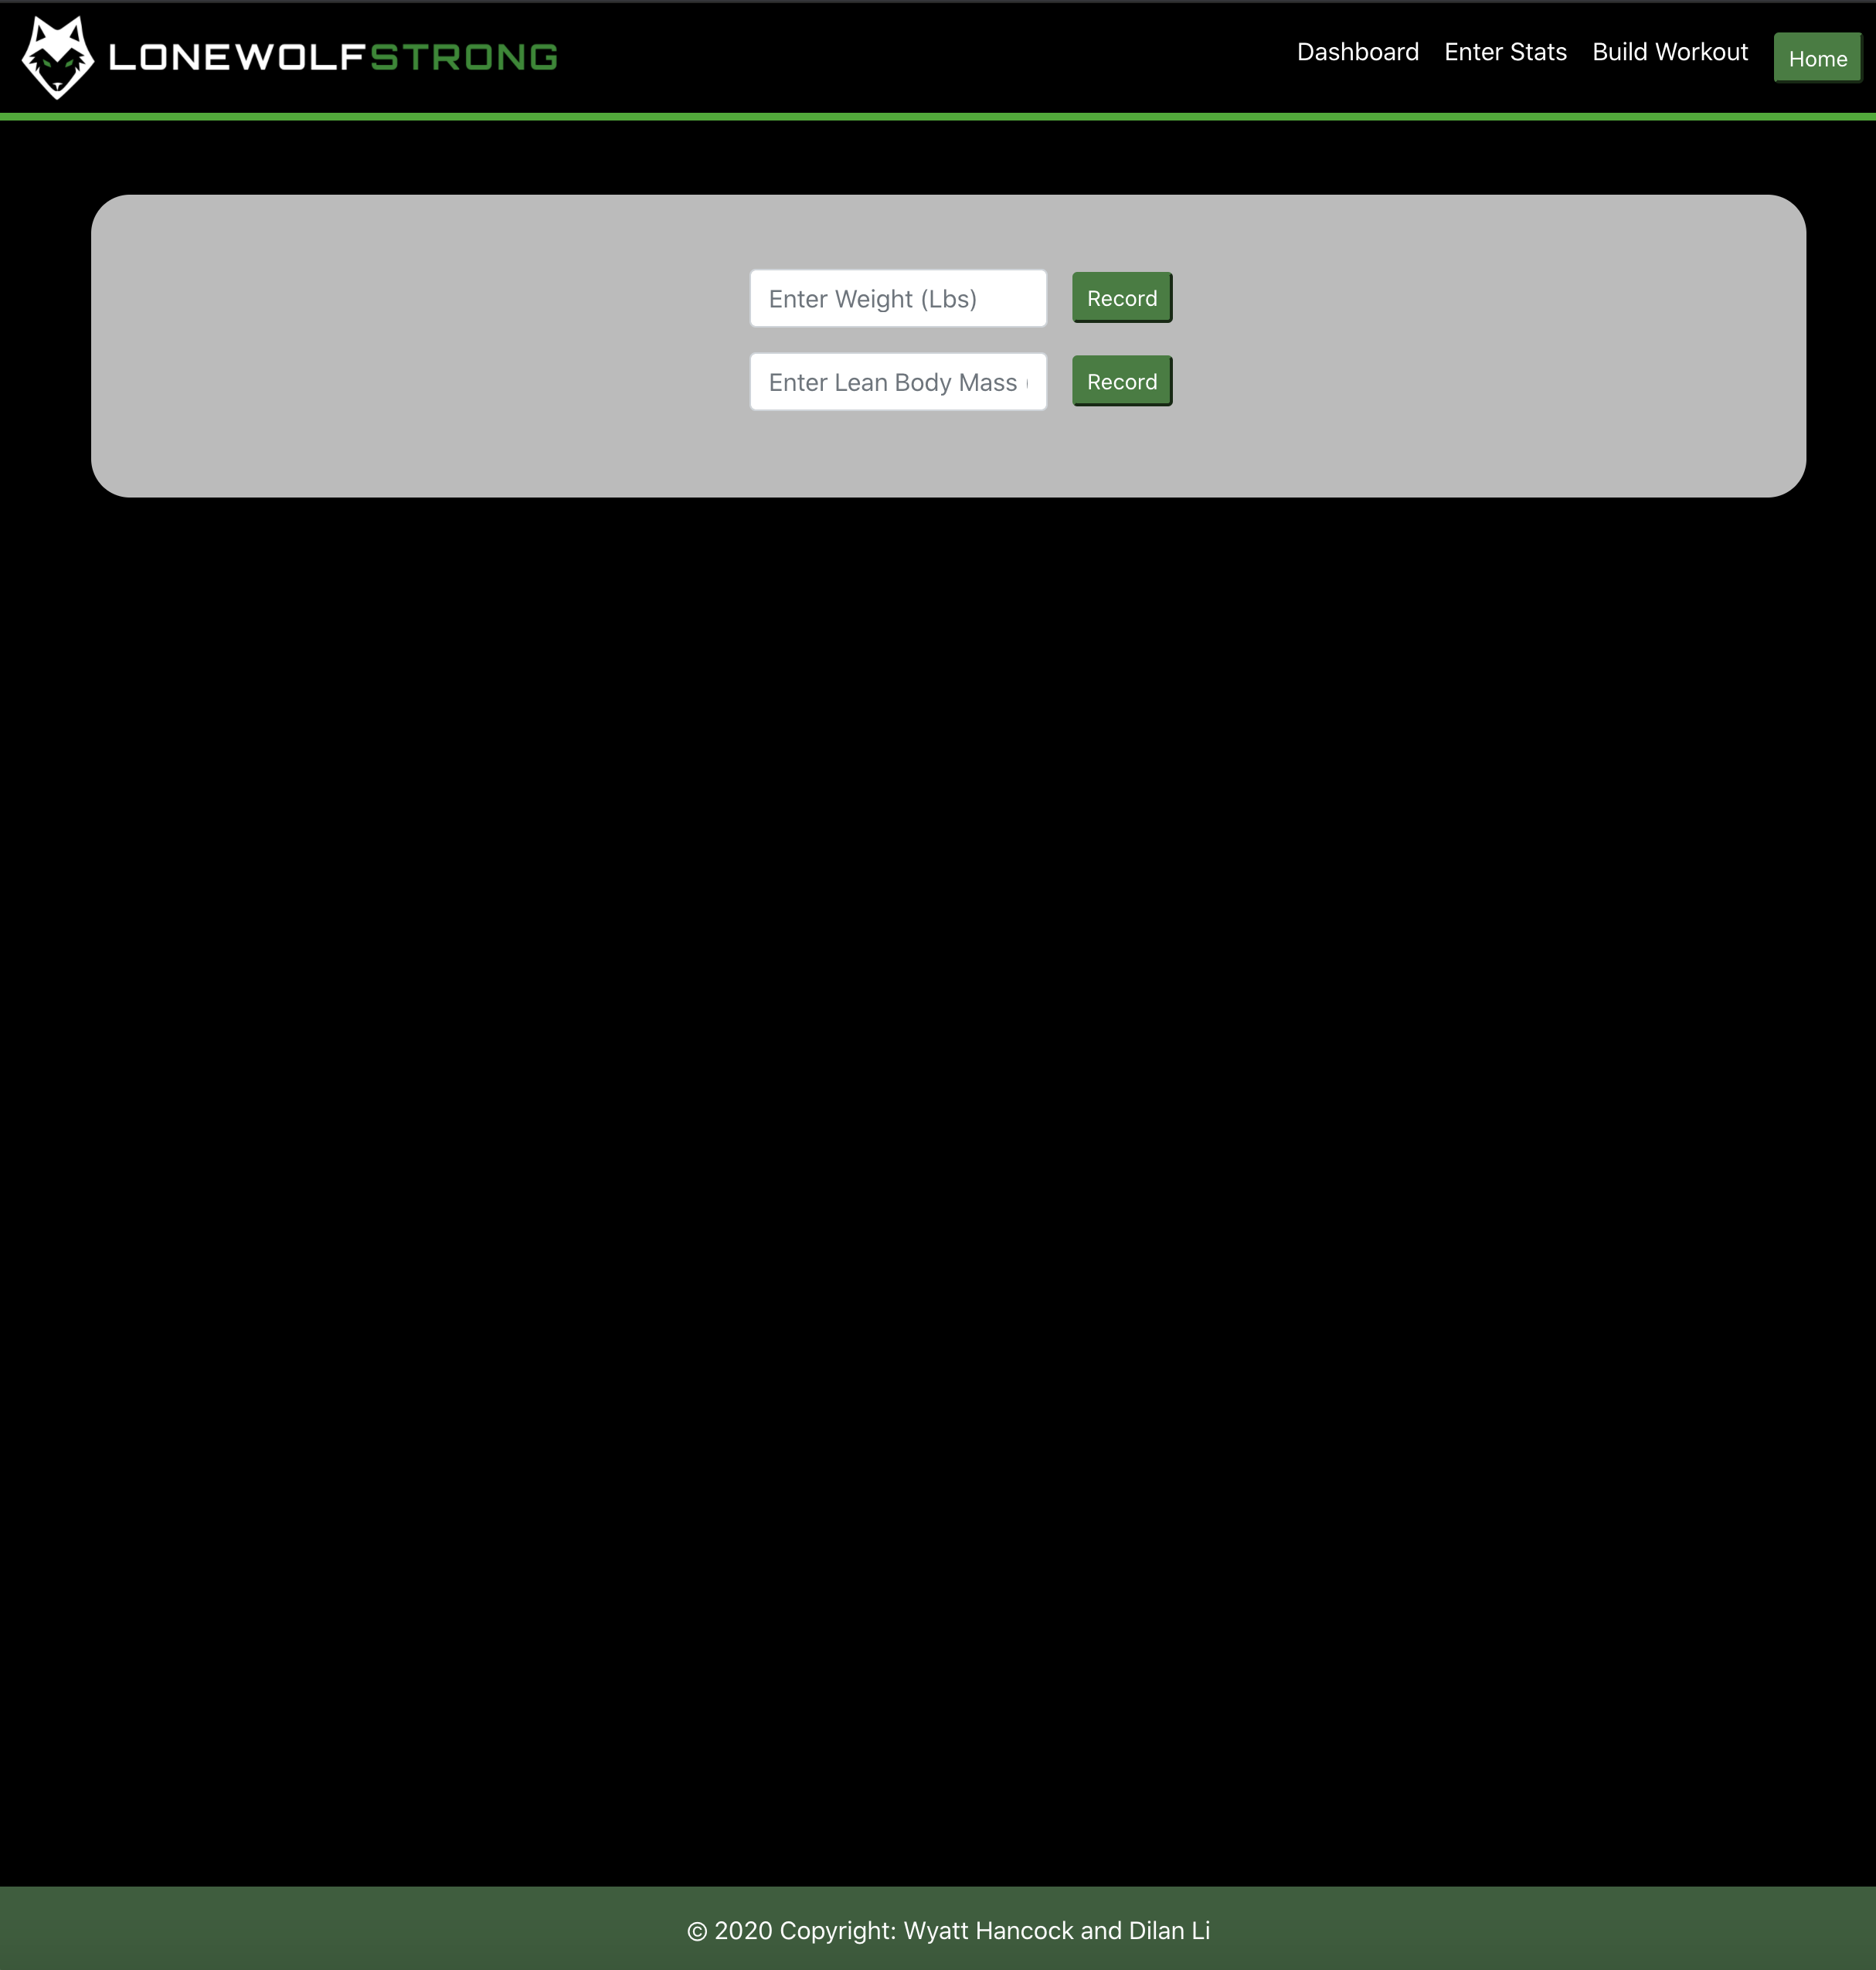 LONEWOLFSTRONG
Dashboard Enter Stats Build Workout Home
Enter Weight (Lbs) Record
Enter Lean Body Mass ( Record
© 2020 Copyright: Wyatt Hancock and Dilan Li